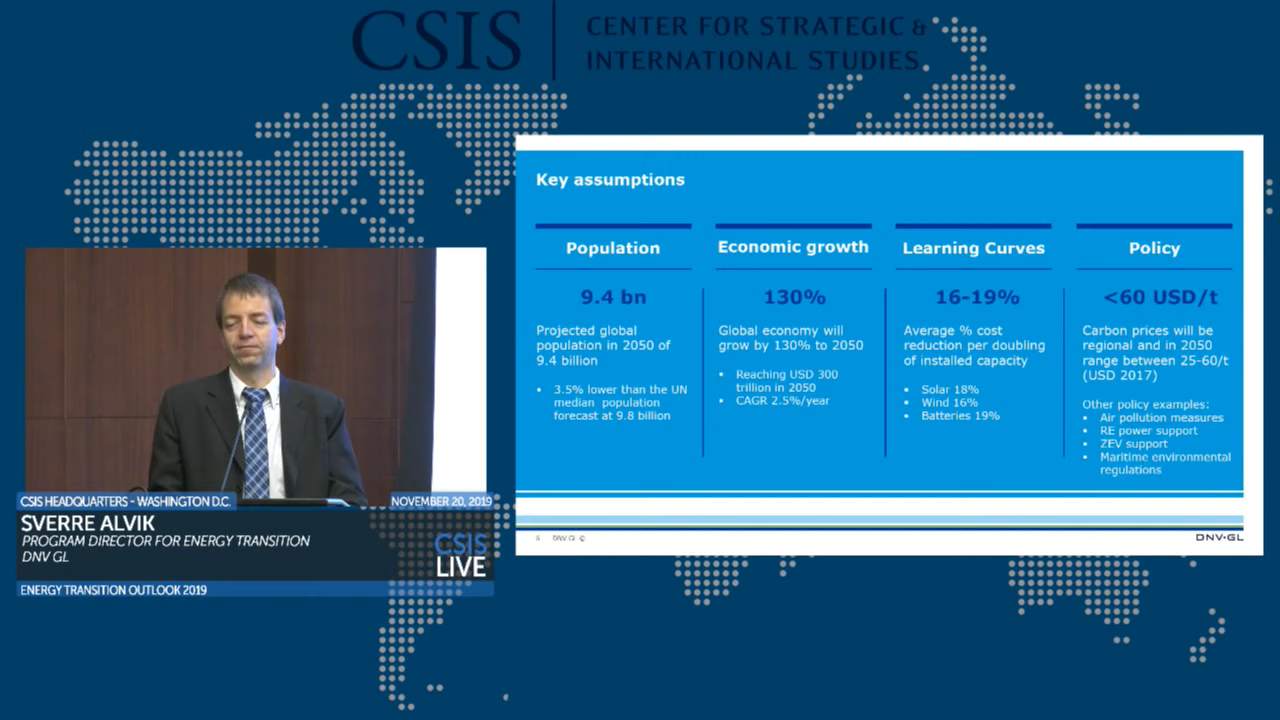 CSIS
CENTER FOR STRATEGIC &
INTERNATIONAL STUDIES
Key assumptions
Population
9.4 bn
Projected global
population in 2050 of
9.4 billion
• 3.5% lower than the UN
median population
forecast at 9.8 billion
Economic growth
130%
Global economy will
grow by 130% to 2050
• Reaching USD 300
trillion in 2050
• CAGR 2.5%/year
Learning Curves
16-19%
Average % cost
reduction per doubling
of installed capacity
• Solar 18%
• Wind 16%
• Batteries 19%
Policy
<60 USD/t
Carbon prices will be
regional and in 2050
range between 25-60/t
(USD 2017)
Other policy examples:
• Air pollution measures
• RE power support
• ZEV support
• Maritime environmental
regulations
DNV GL ©
DNV·GL
CSIS HEADQUARTERS - WASHINGTON D.C.
NOVEMBER 20, 2019
SVERRE ALVIK
PROGRAM DIRECTOR FOR ENERGY TRANSITION
DNV GL
CSIS
LIVE
ENERGY TRANSITION OUTLOOK 2019